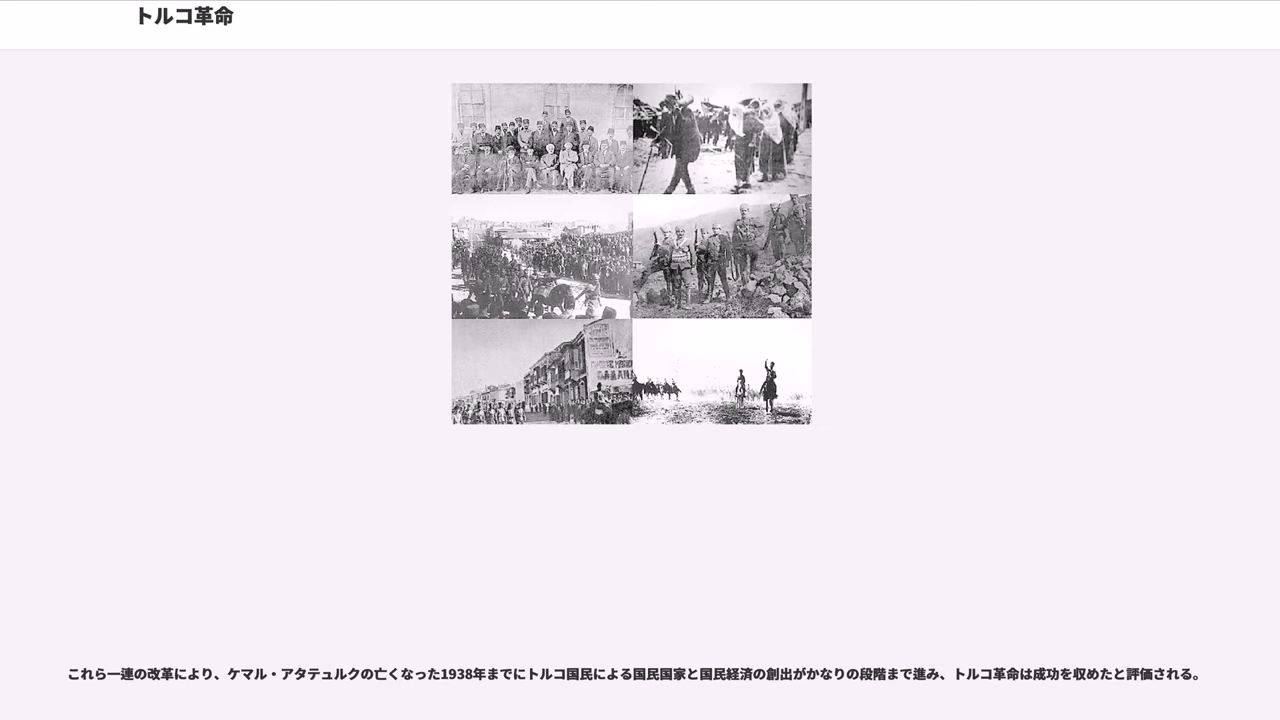 トルコ革命
これら一連の改革により、ケマル・アタテュルクの亡くなった1938年までにトルコ国民による国民国家と国民経済の創出がかなりの段階まで進み、トルコ革命は成功を収めたと評価される。